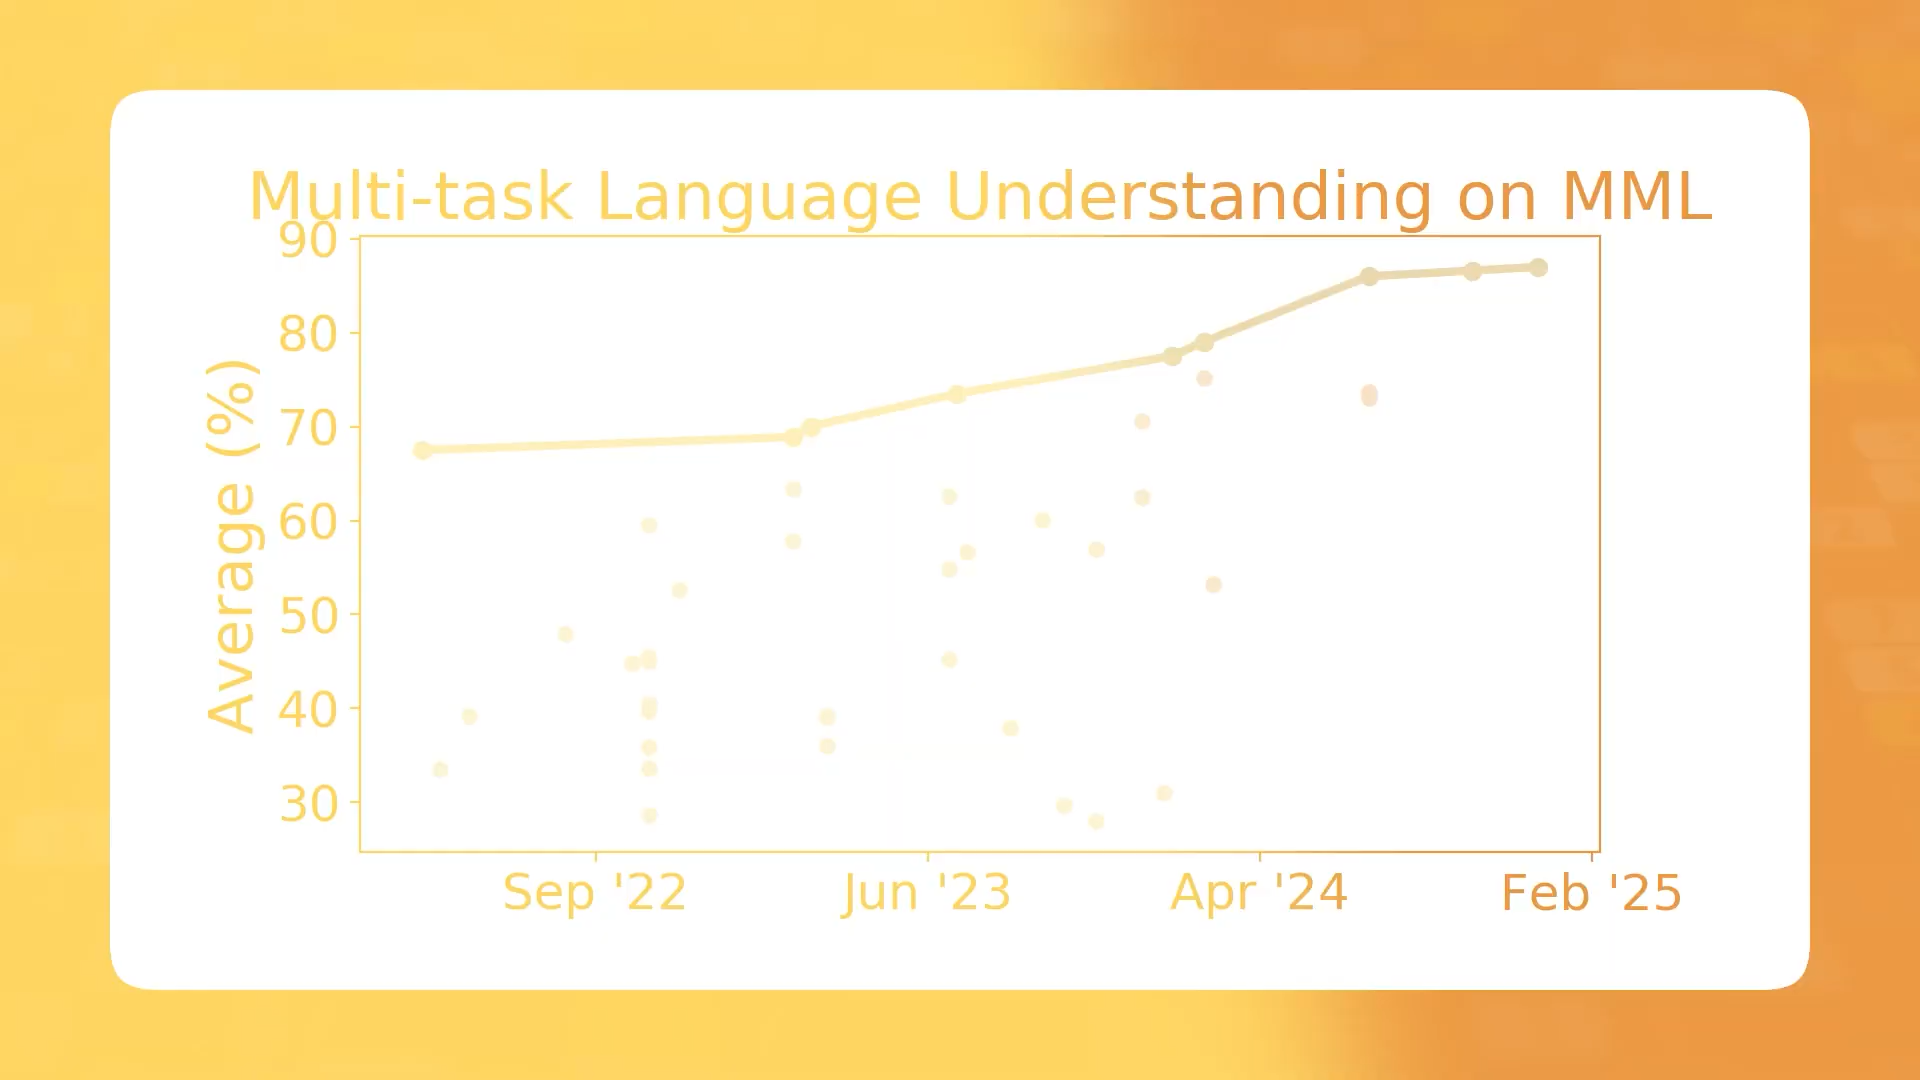 Multi-task Language Understanding on MML
90
80
70
60
50
40
30
Average (%)
Sep '22
Jun '23
Apr '24
Feb '25